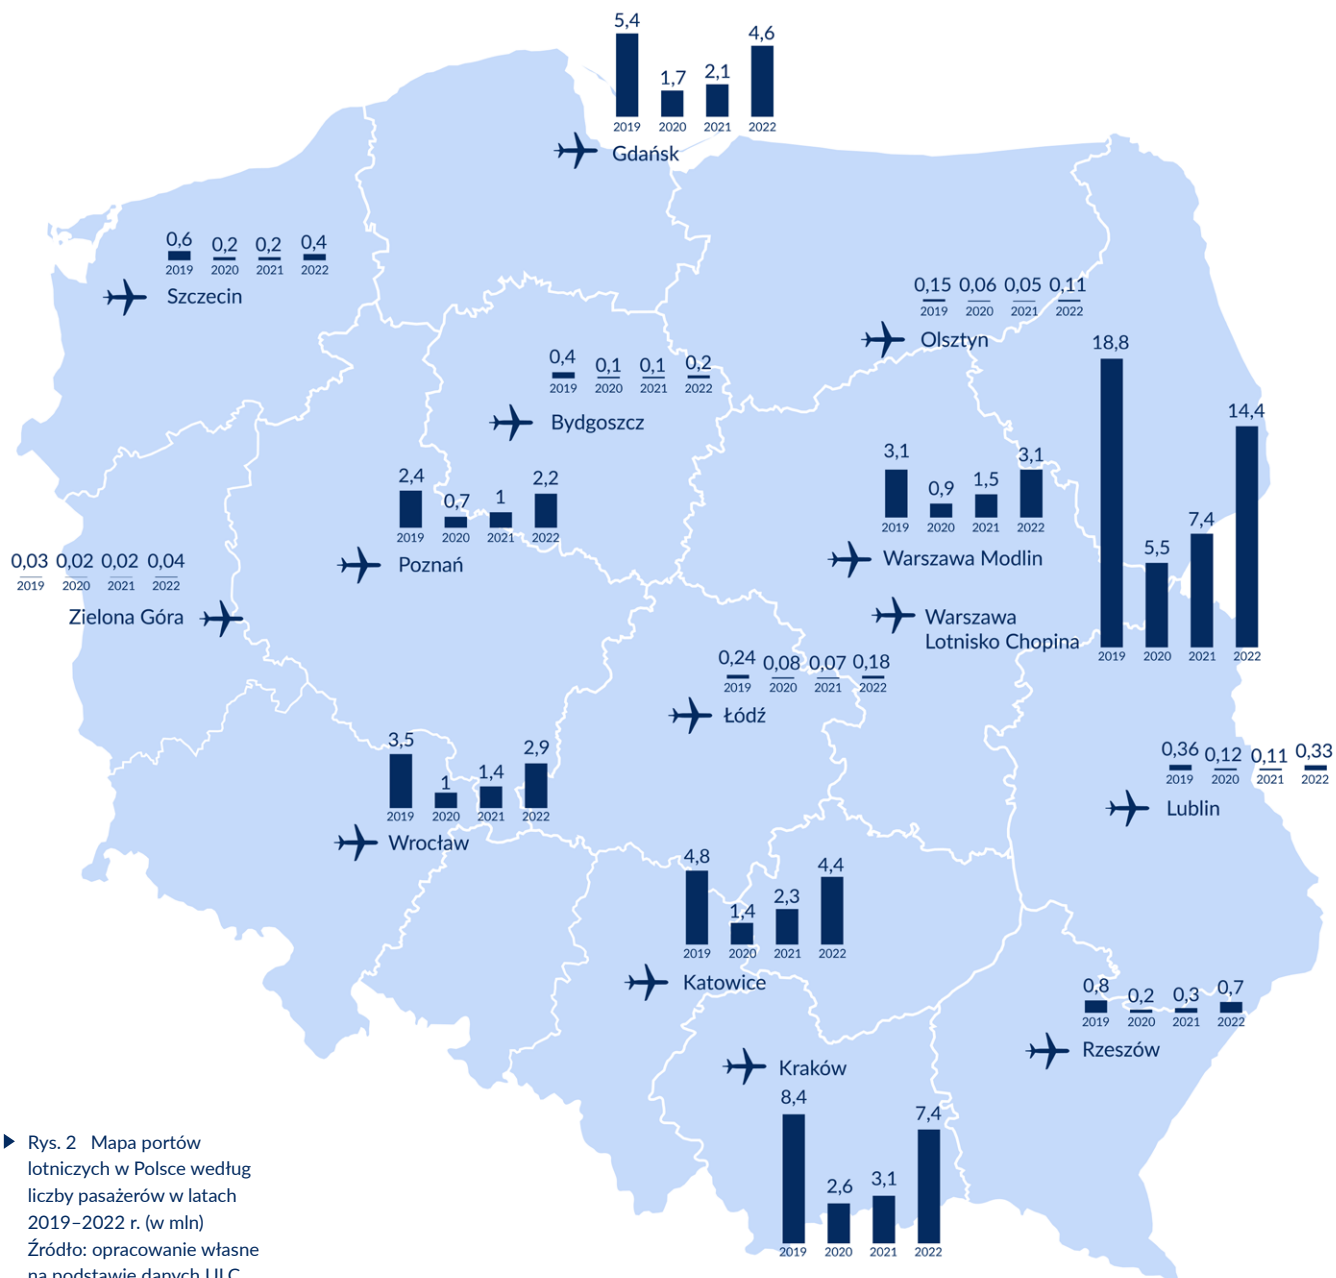 5,4 1,7 2,1 4,6
2019 2020 2021 2022
Gdańsk
0,6 0,2 0,2 0,4
2019 2020 2021 2022
Szczecin
0,15 0,06 0,05 0,11
2019 2020 2021 2022
Olsztyn
0,4 0,1 0,1 0,2
2019 2020 2021 2022
Bydgoszcz
18,8 5,5 7,4 14,4
2019 2020 2021 2022
Warszawa
Lotnisko Chopina
3,1 0,9 1,5 3,1
2019 2020 2021 2022
Warszawa Modlin
2,4 0,7 1 2,2
2019 2020 2021 2022
Poznań
0,03 0,02 0,02 0,04
2019 2020 2021 2022
Zielona Góra
0,24 0,08 0,07 0,18
2019 2020 2021 2022
Łódź
3,5 1 1,4 2,9
2019 2020 2021 2022
Wrocław
0,36 0,12 0,11 0,33
2019 2020 2021 2022
Lublin
4,8 1,4 2,3 4,4
2019 2020 2021 2022
Katowice
0,8 0,2 0,3 0,7
2019 2020 2021 2022
Rzeszów
Kraków
8,4 2,6 3,1 7,4
2019 2020 2021 2022
Rys. 2 Mapa portów
lotniczych w Polsce według
liczby pasażerów w latach
2019–2022 r. (w mln)
Źródło: opracowanie własne
na podstawie danych ULC